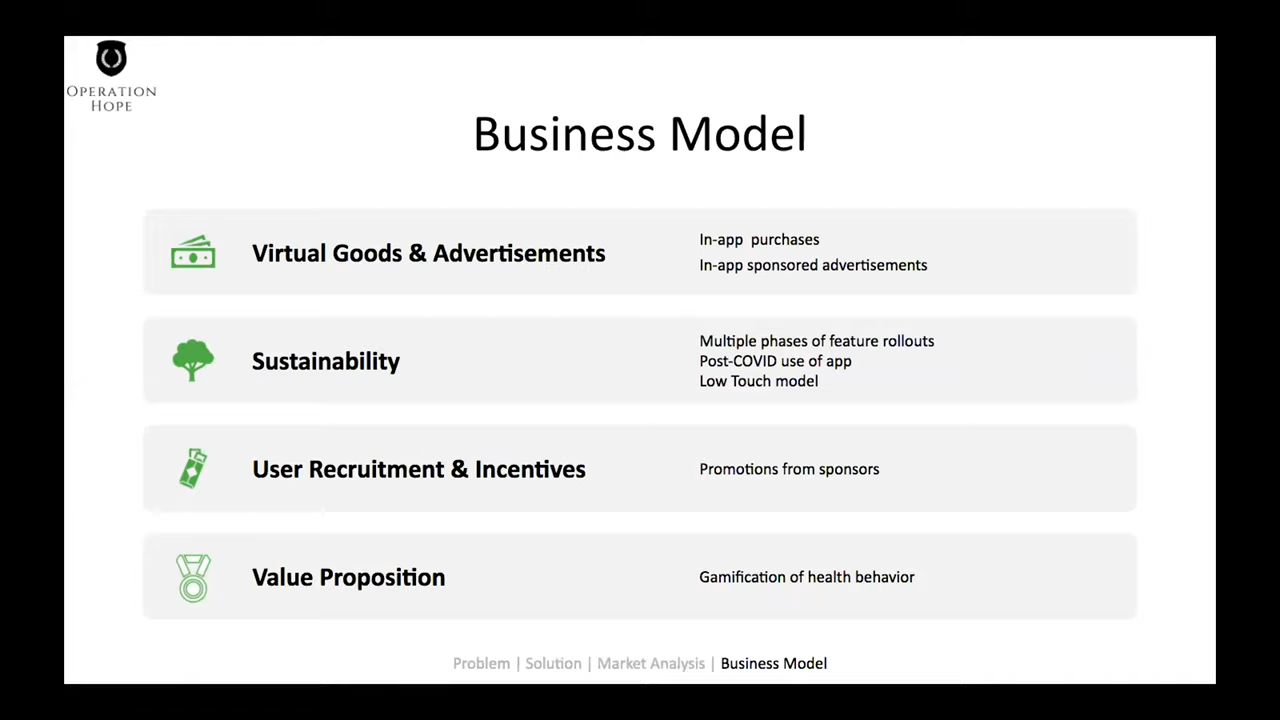 OPERATION
HOPE
Business Model
Virtual Goods & Advertisements
In-app purchases
In-app sponsored advertisements
Sustainability
Multiple phases of feature rollouts
Post-COVID use of app
Low Touch model
User Recruitment & Incentives
Promotions from sponsors
Value Proposition
Gamification of health behavior
Problem | Solution | Market Analysis | Business Model